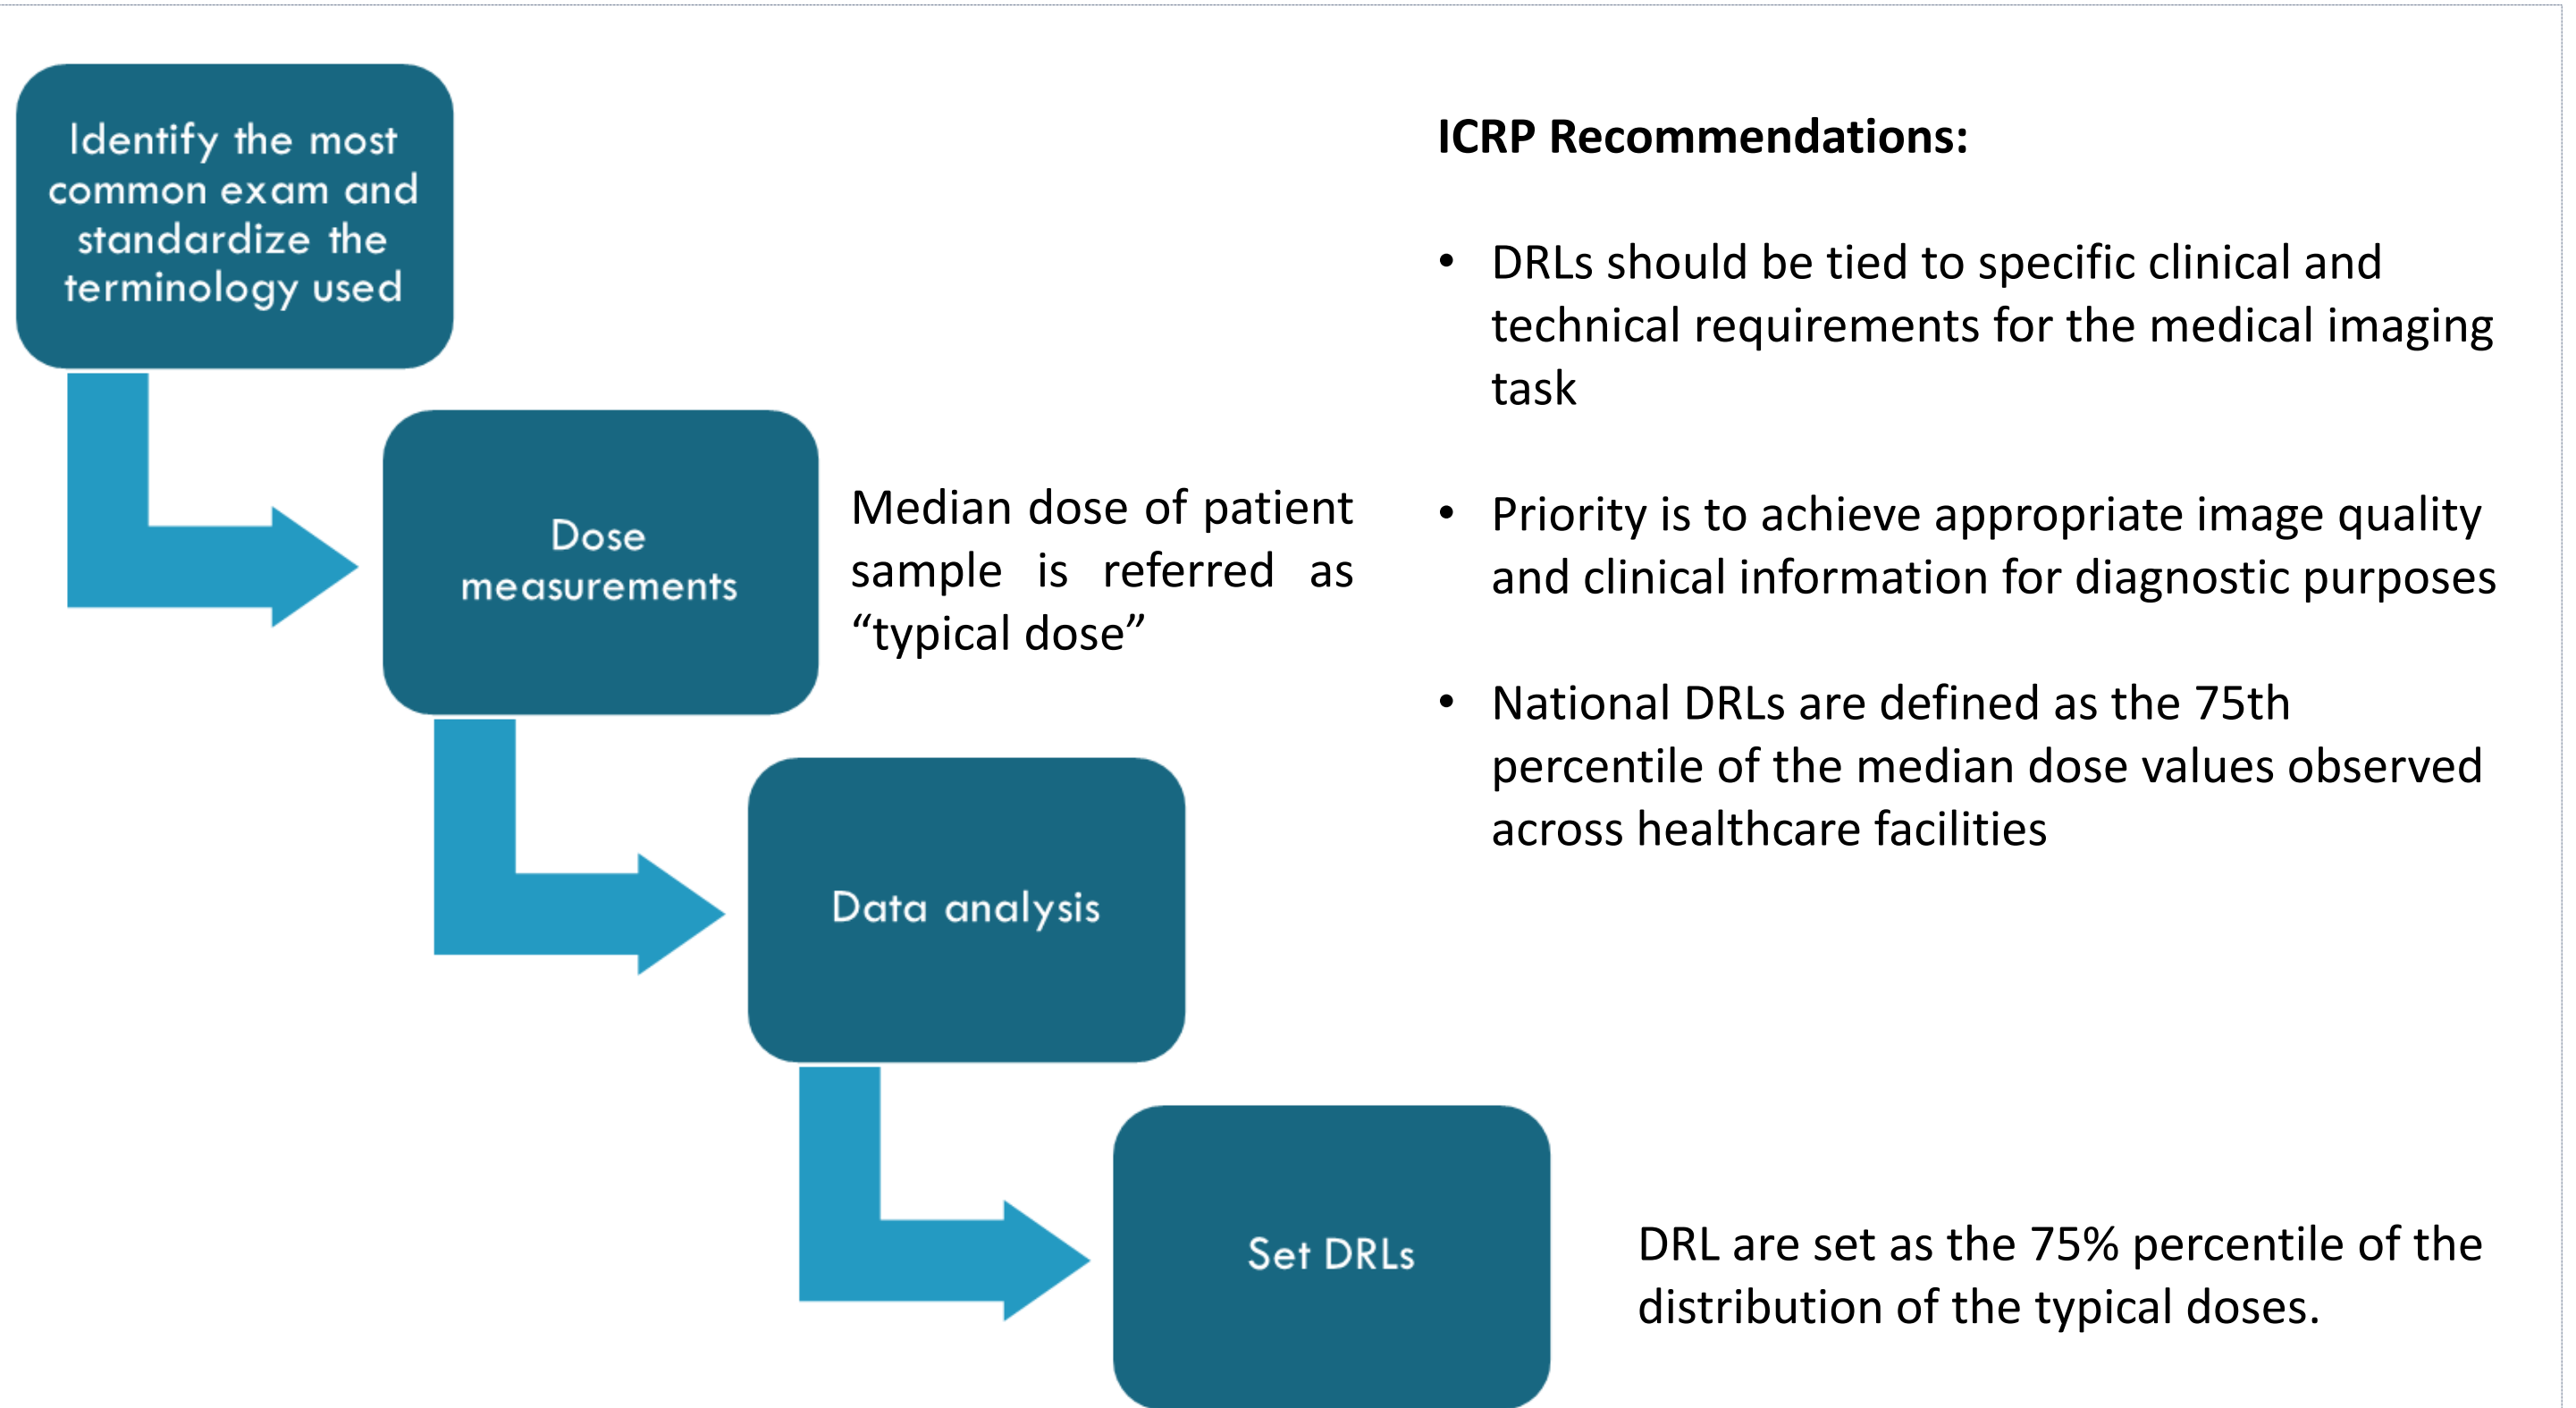 Identify the most
common exam and
standardize the
terminology used
Dose
measurements
Median dose of patient
sample is referred as
“typical dose”
Data analysis
Set DRLs
DRL are set as the 75% percentile of the
distribution of the typical doses.
ICRP Recommendations:
• DRLs should be tied to specific clinical and
technical requirements for the medical imaging
task
• Priority is to achieve appropriate image quality
and clinical information for diagnostic purposes
• National DRLs are defined as the 75th
percentile of the median dose values observed
across healthcare facilities